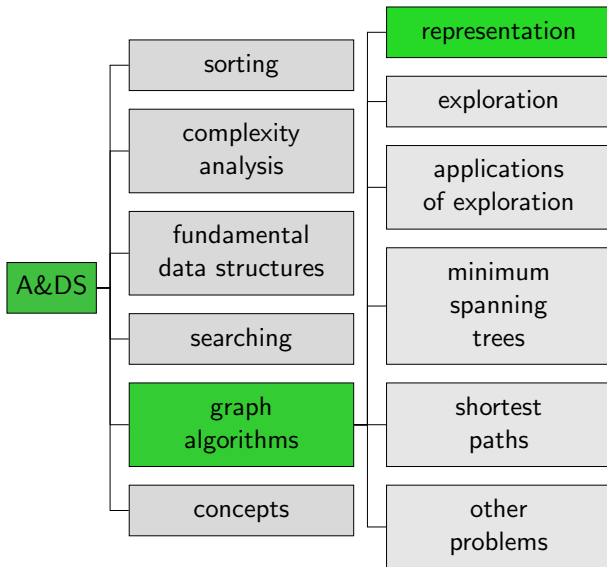 A&DS
sorting
complexity
analysis
fundamental
data structures
searching
graph
algorithms
concepts
representation
exploration
applications
of exploration
minimum
spanning
trees
shortest
paths
other
problems